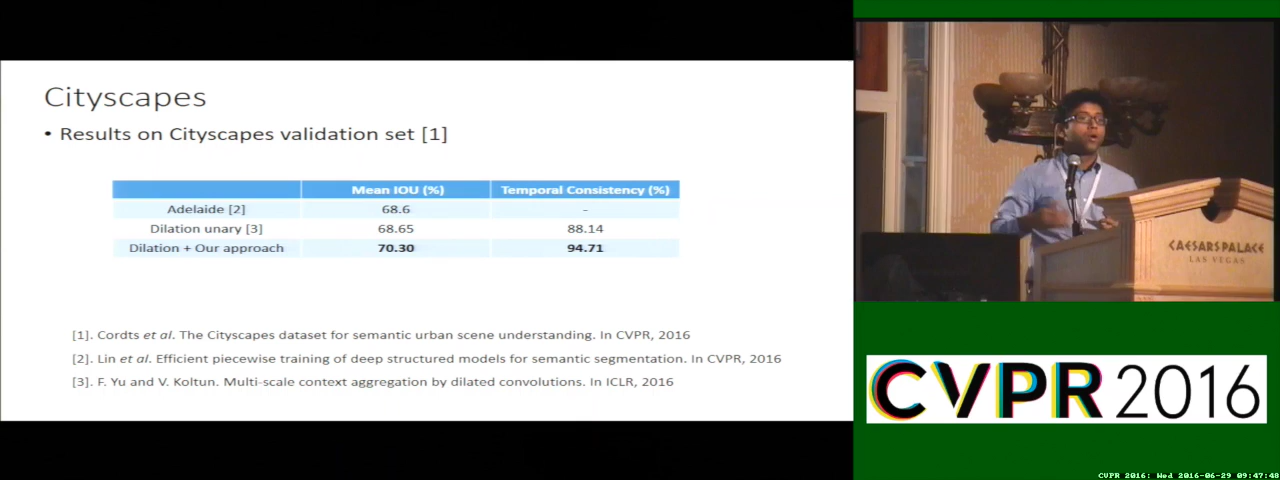 Cityscapes
• Results on Cityscapes validation set [1]
Mean IOU (%) Temporal Consistency (%)
Adelaide [2] 68.6 -
Dilation unary [3] 68.65 88.14
Dilation + Our approach 70.30 94.71
[1]. Cordts et al. The Cityscapes dataset for semantic urban scene understanding. In CVPR, 2016
[2]. Lin et al. Efficient piecewise training of deep structured models for semantic segmentation. In CVPR, 2016
[3]. F. Yu and V. Koltun. Multi-scale context aggregation by dilated convolutions. In ICLR, 2016
CAESARS PALACE
LAS VEGAS
CVPR 2016
CVPR 2016: Wed 2016-06-29 09:47:48